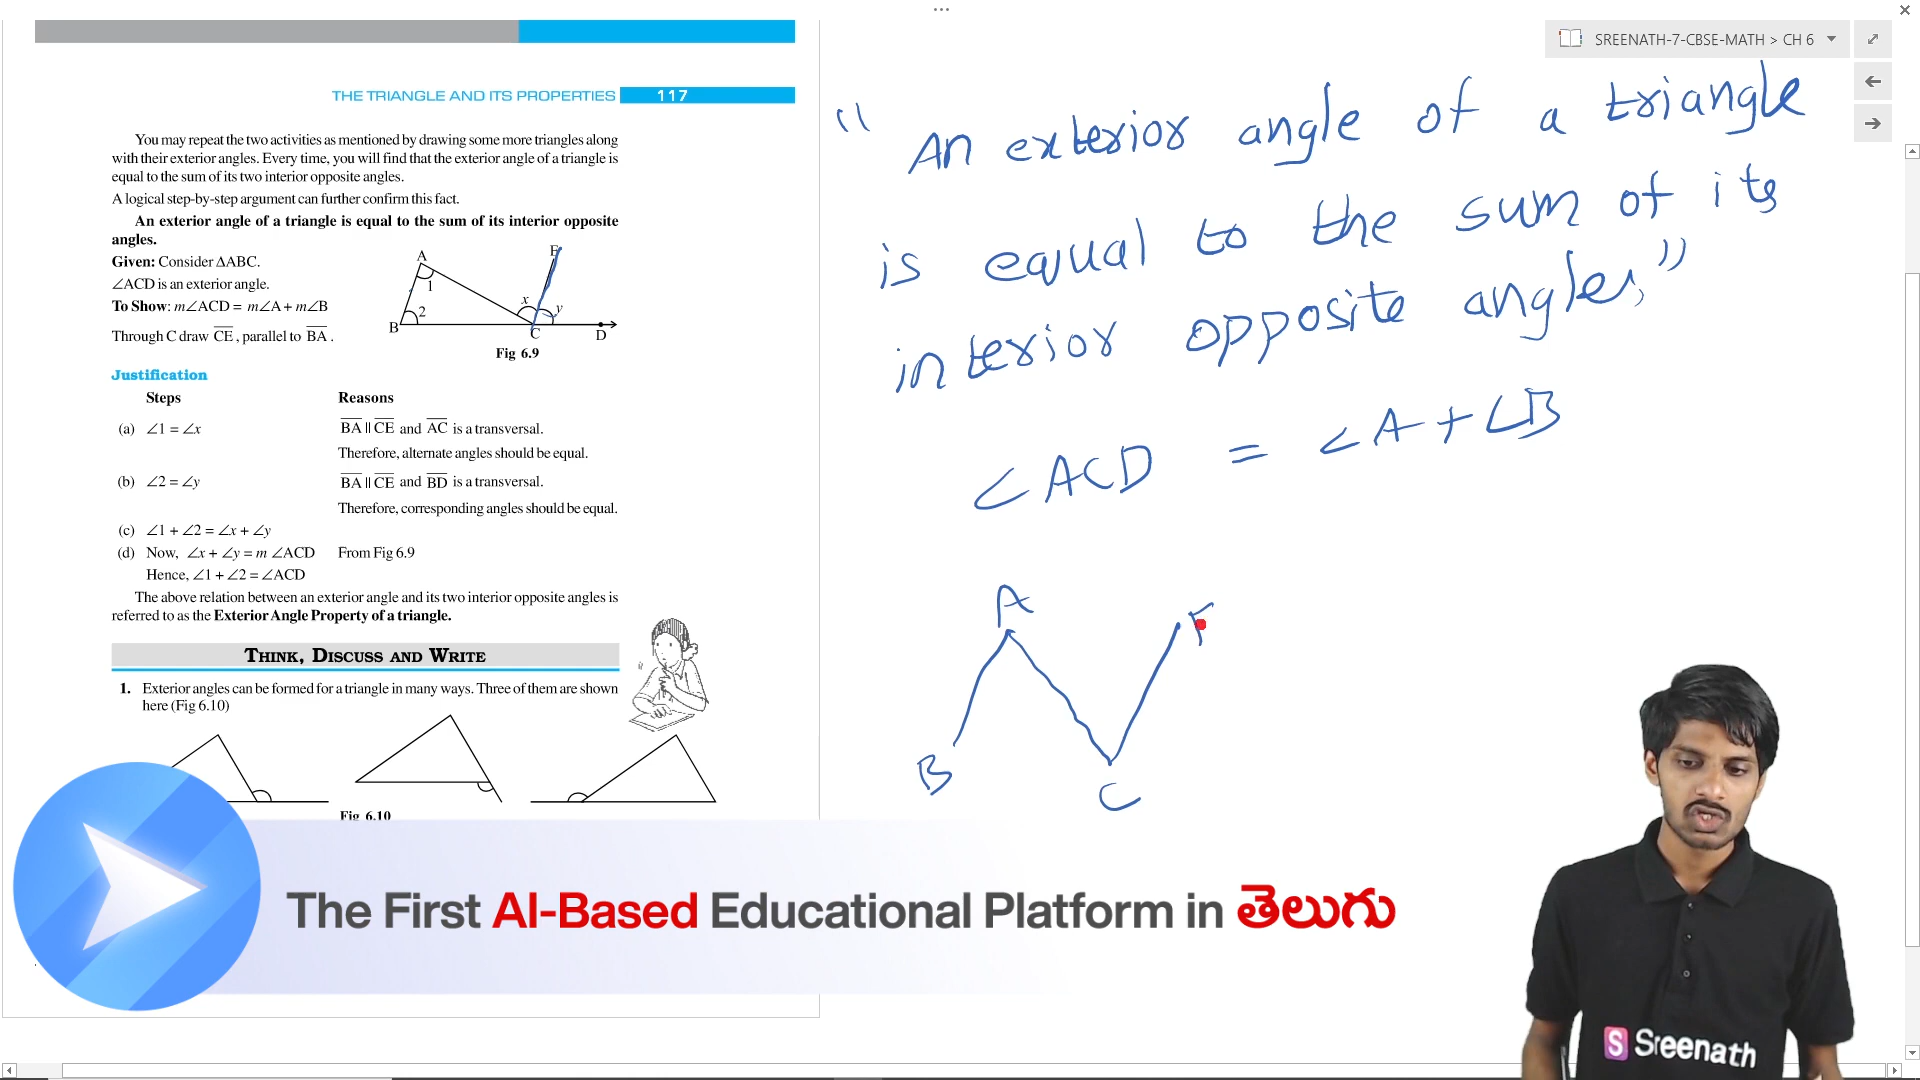 SREENATH-7-CBSE-MATH > CH 6
THE TRIANGLE AND ITS PROPERTIES 117
You may repeat the two activities as mentioned by drawing some more triangles along
with their exterior angles. Every time, you will find that the exterior angle of a triangle is
equal to the sum of its two interior opposite angles.
A logical step-by-step argument can further confirm this fact.
An exterior angle of a triangle is equal to the sum of its interior opposite
angles.
Given: Consider ΔABC.
∠ACD is an exterior angle.
To Show: m∠ACD = m∠A + m∠B
Through C draw CE, parallel to BA.
A
E
1
2
x
y
B
C
D
Fig 6.9
Justification
Steps Reasons
(a) ∠1 = ∠x BA || CE and AC is a transversal.
Therefore, alternate angles should be equal.
(b) ∠2 = ∠y BA || CE and BD is a transversal.
Therefore, corresponding angles should be equal.
(c) ∠1 + ∠2 = ∠x + ∠y
(d) Now, ∠x + ∠y = m ∠ACD From Fig 6.9
Hence, ∠1 + ∠2 = ∠ACD
The above relation between an exterior angle and its two interior opposite angles is
referred to as the Exterior Angle Property of a triangle.
THINK, DISCUSS AND WRITE
1. Exterior angles can be formed for a triangle in many ways. Three of them are shown
here (Fig 6.10)
Fig 6.10
"An exterior angle of a triangle
is equal to the sum of its
interior opposite angles,"
∠ACD = ∠A + ∠B
A
B
C
The First AI-Based Educational Platform in తెలుగు
S Sreenath